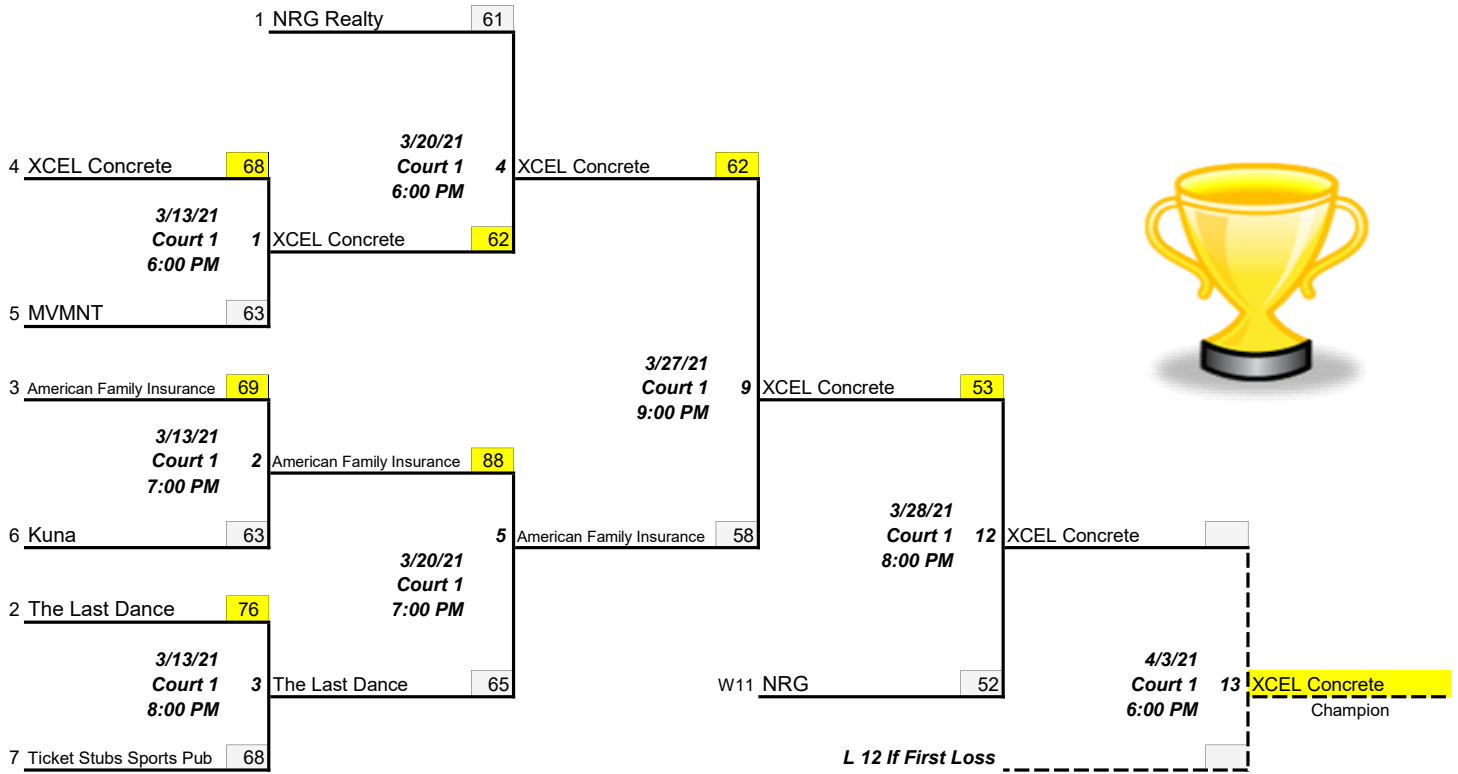 1 NRG Realty 61
3/20/21
4 XCEL Concrete 68
Court 1 4 XCEL Concrete 62
6:00 PM
3/13/21
Court 1 1 XCEL Concrete 62
6:00 PM
5 MVMNT 63
3/27/21
3 American Family Insurance 69
Court 1 9 XCEL Concrete 53
9:00 PM
3/13/21
Court 1 2 American Family Insurance 88
7:00 PM
3/28/21
6 Kuna 63
5 American Family Insurance 58
Court 1 12 XCEL Concrete
8:00 PM
3/20/21
Court 1
7:00 PM
2 The Last Dance 76
3/13/21
Court 1 3 The Last Dance 65
8:00 PM
W11 NRG 52
4/3/21
Court 1 13 XCEL Concrete
6:00 PM
Champion
7 Ticket Stubs Sports Pub 68
L 12 If First Loss